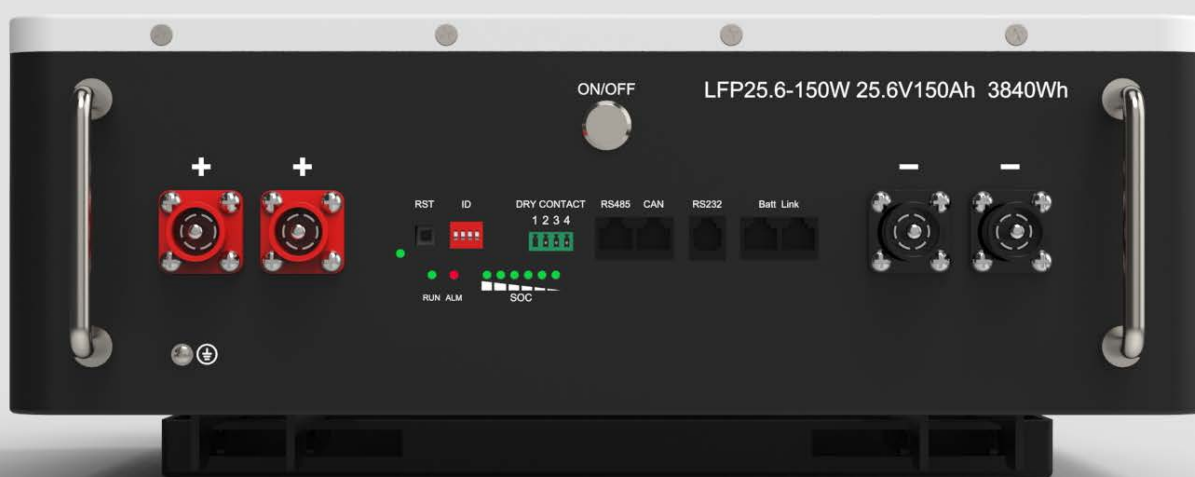 ON/OFF
LFP25.6-150W 25.6V150Ah 3840Wh
+ + − −
RST ID DRY CONTACT RS485 CAN RS232 Batt Link
1 2 3 4
RUN ALM SOC